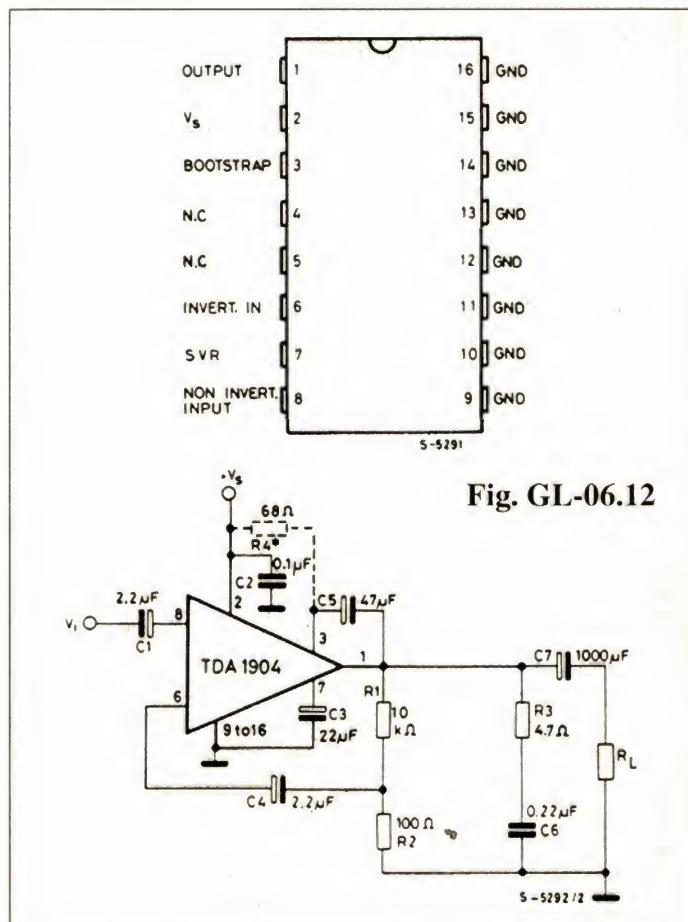 OUTPUT 1 16 GND
Vs 2 15 GND
BOOTSTRAP 3 14 GND
N.C 4 13 GND
N.C 5 12 GND
INVERT. IN 6 11 GND
SVR 7 10 GND
NON INVERT. INPUT 8 9 GND
S-5291
Fig. GL-06.12
+Vs
68Ω
R4*
0.1µF
C2
2
2.2µF
Vi
C1
8
C5
47µF
3
TDA 1904
1
C7
1000µF
6
7
R1
10
kΩ
R3
4.7Ω
RL
C3
22µF
9 to 16
C4
2.2µF
100Ω
R2
0.22µF
C6
S-5292/2